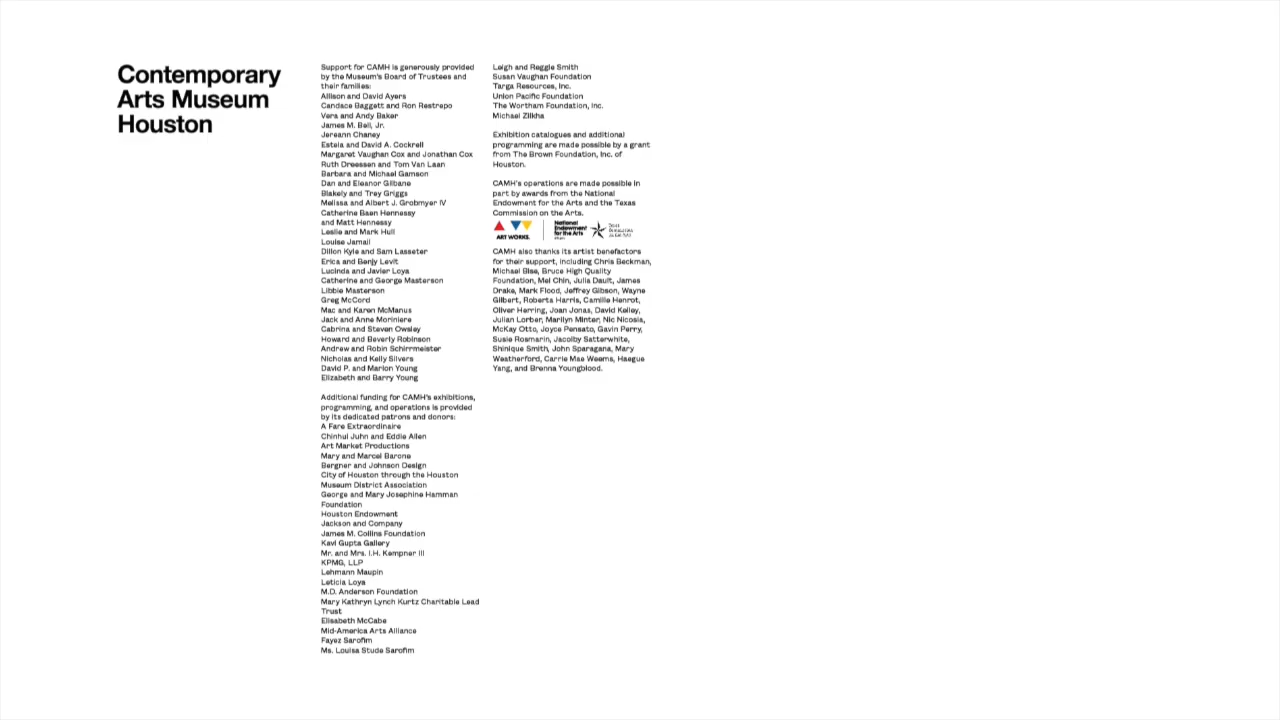 Contemporary
Arts Museum
Houston
Support for CAMH is generously provided
by the Museum's Board of Trustees and
their families:
Allison and David Ayers
Candace Baggett and Ron Restrepo
Vera and Andy Baker
James M. Bell, Jr.
Jereann Chaney
Estela and David A. Cockrell
Margaret Vaughan Cox and Jonathan Cox
Ruth Dreessen and Tom Van Laan
Barbara and Michael Gamson
Dan and Eleanor Gilbane
Blakely and Trey Griggs
Melissa and Albert J. Grobmyer IV
Catherine Baen Hennessy
and Matt Hennessy
Leslie and Mark Hull
Louise Jamail
Dillon Kyle and Sam Lasseter
Erica and Benjy Levit
Lucinda and Javier Loya
Catherine and George Masterson
Libbie Masterson
Greg McCord
Mac and Karen McManus
Jack and Anne Moriniere
Cabrina and Steven Owsley
Howard and Beverly Robinson
Andrew and Robin Schirrmeister
Nicholas and Kelly Silvers
David P. and Marion Young
Elizabeth and Barry Young
Additional funding for CAMH's exhibitions,
programming, and operations is provided
by its dedicated patrons and donors:
A Fare Extraordinaire
Chinhui Juhn and Eddie Allen
Art Market Productions
Mary and Marcel Barone
Bergner and Johnson Design
City of Houston through the Houston
Museum District Association
George and Mary Josephine Hamman
Foundation
Houston Endowment
Jackson and Company
James M. Collins Foundation
Kavi Gupta Gallery
Mr. and Mrs. I.H. Kempner III
KPMG, LLP
Lehmann Maupin
Leticia Loya
M.D. Anderson Foundation
Mary Kathryn Lynch Kurtz Charitable Lead
Trust
Elisabeth McCabe
Mid-America Arts Alliance
Fayez Sarofim
Ms. Louisa Stude Sarofim
Leigh and Reggie Smith
Susan Vaughan Foundation
Targa Resources, Inc.
Union Pacific Foundation
The Wortham Foundation, Inc.
Michael Zilkha
Exhibition catalogues and additional
programming are made possible by a grant
from The Brown Foundation, Inc. of
Houston.
CAMH's operations are made possible in
part by awards from the National
Endowment for the Arts and the Texas
Commission on the Arts.
ART WORKS.
National
Endowment
for the Arts
CAMH also thanks its artist benefactors
for their support, including Chris Beckman,
Michael Bise, Bruce High Quality
Foundation, Mel Chin, Julia Dault, James
Drake, Mark Flood, Jeffrey Gibson, Wayne
Gilbert, Roberta Harris, Camille Henrot,
Oliver Herring, Joan Jonas, David Kelley,
Julian Lorber, Marilyn Minter, Nic Nicosia,
McKay Otto, Joyce Pensato, Gavin Perry,
Susie Rosmarin, Jacolby Satterwhite,
Shinique Smith, John Sparagana, Mary
Weatherford, Carrie Mae Weems, Haegue
Yang, and Brenna Youngblood.